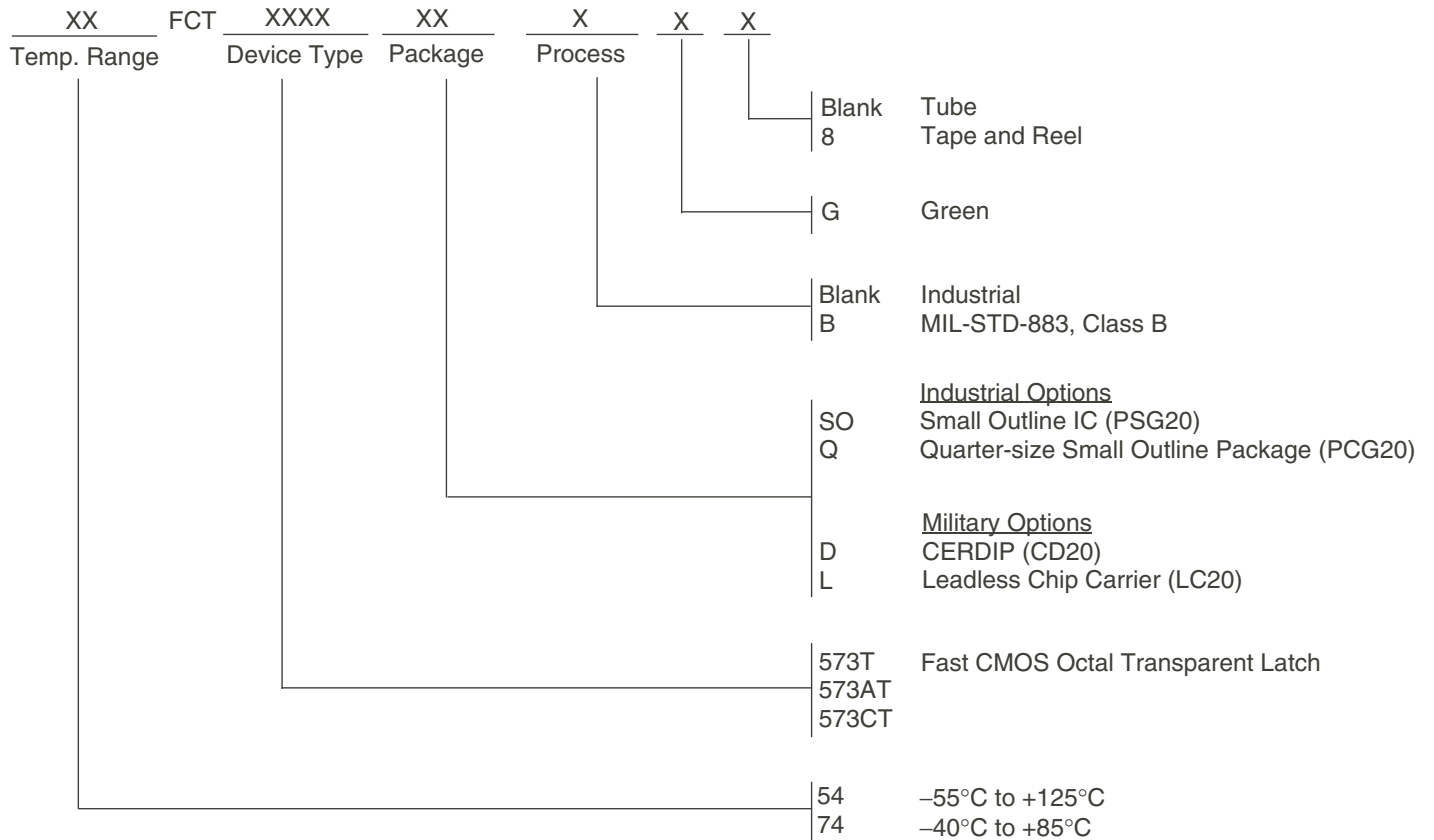 XX FCT XXXX XX X X X
Temp. Range Device Type Package Process
Blank Tube
8 Tape and Reel
G Green
Blank Industrial
B MIL-STD-883, Class B
Industrial Options
SO Small Outline IC (PSG20)
Q Quarter-size Small Outline Package (PCG20)
Military Options
D CERDIP (CD20)
L Leadless Chip Carrier (LC20)
573T Fast CMOS Octal Transparent Latch
573AT
573CT
54 –55°C to +125°C
74 –40°C to +85°C